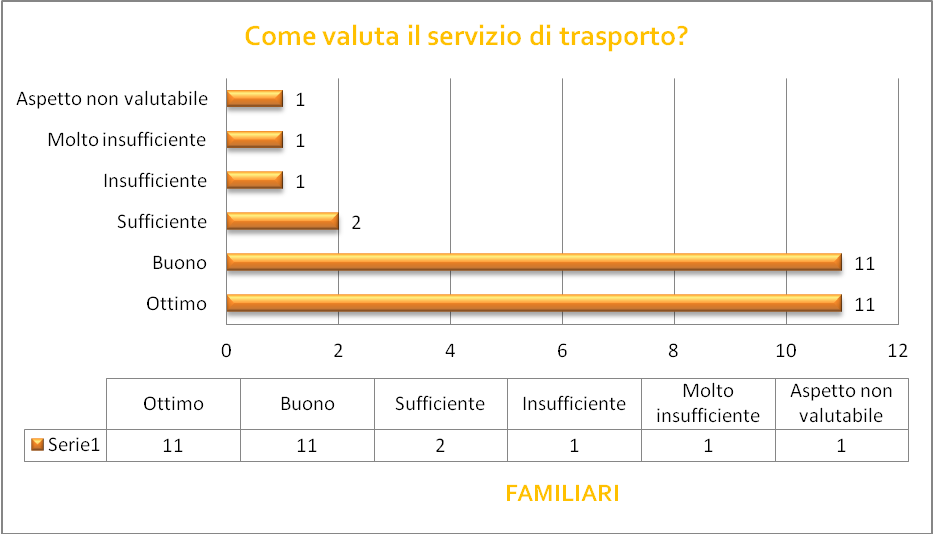 Come valuta il servizio di trasporto?
Aspetto non valutabile 1
Molto insufficiente 1
Insufficiente 1
Sufficiente 2
Buono 11
Ottimo 11
0 2 4 6 8 10 12
Ottimo Buono Sufficiente Insufficiente Molto insufficiente Aspetto non valutabile
Serie1 11 11 2 1 1 1
FAMILIARI